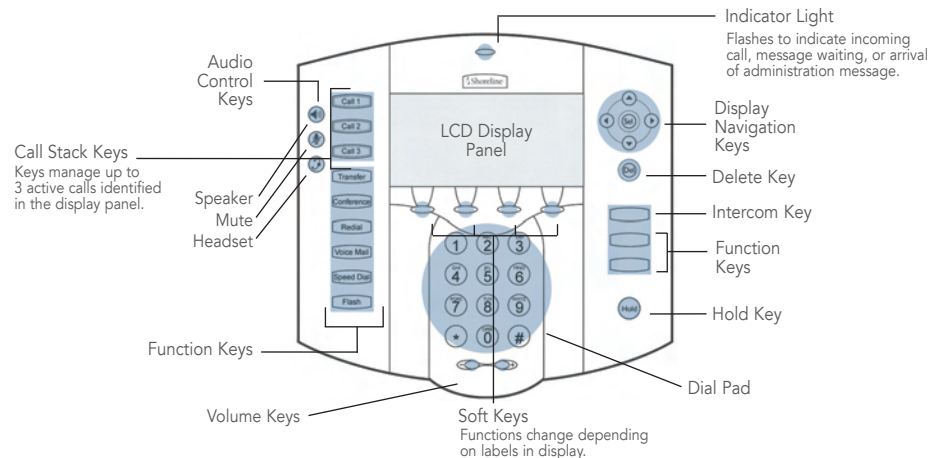 Indicator Light
Flashes to indicate incoming
call, message waiting, or arrival
of administration message.
Audio
Control
Keys
Shoreline
Call 1
Call 2
Call 3
LCD Display
Panel
Sel
Display
Navigation
Keys
Call Stack Keys
Keys manage up to
3 active calls identified
in the display panel.
Speaker
Mute
Headset
Transfer
Conference
Redial
Voice Mail
Speed Dial
Flash
Del
Delete Key
Intercom Key
Function
Keys
1 2 3
4 5 6
7 8 9
* 0 #
Hold
Hold Key
Function Keys
Dial Pad
Volume Keys
Soft Keys
Functions change depending
on labels in display.